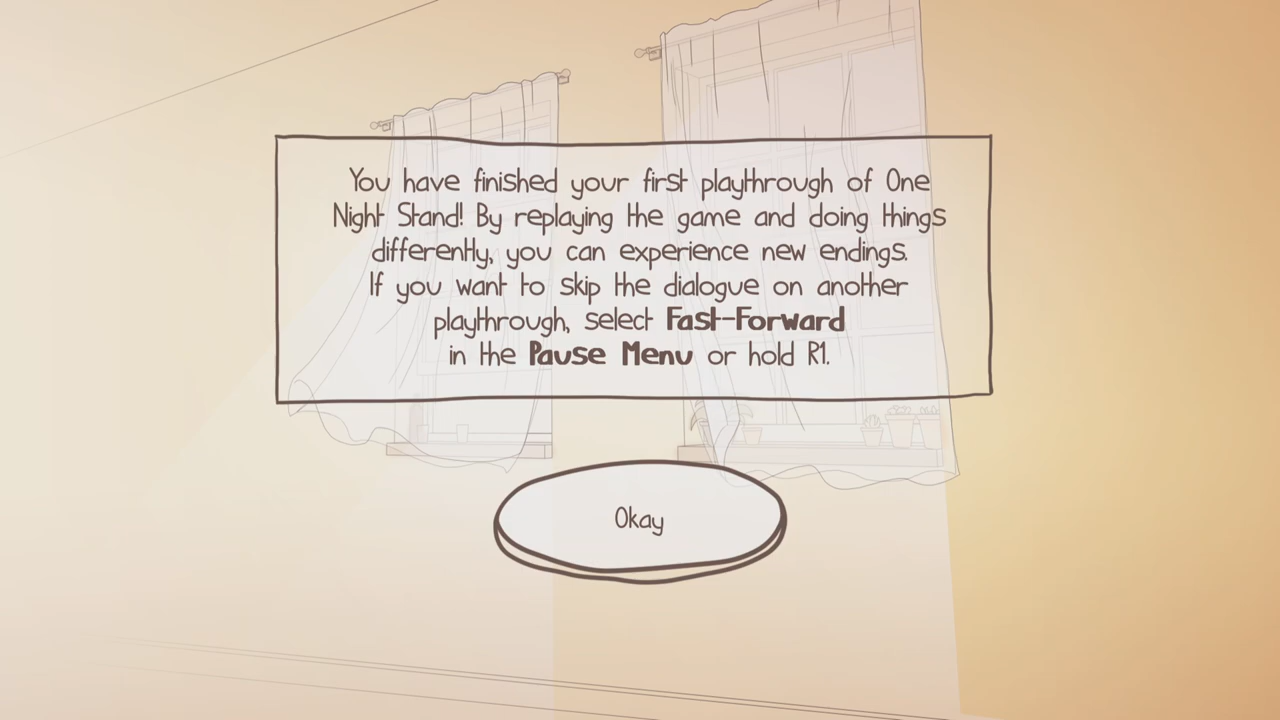 You have finished your first playthrough of One
Night Stand! By replaying the game and doing things
differently, you can experience new endings.
If you want to skip the dialogue on another
playthrough, select Fast-Forward
in the Pause Menu or hold R1.
Okay